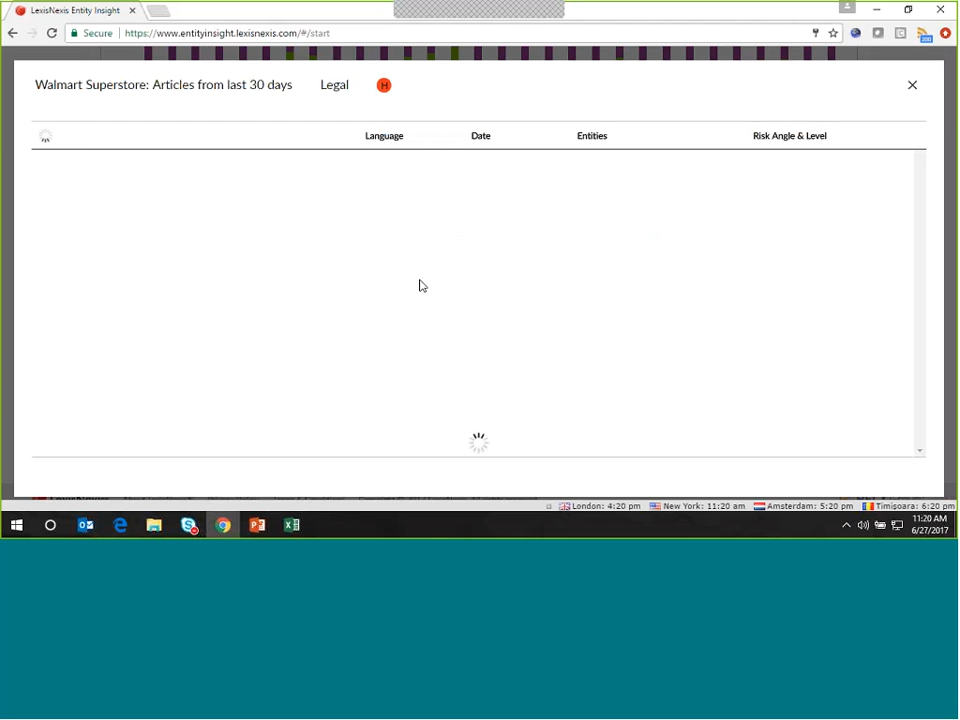 LexisNexis Entity Insight
Secure https://www.entityinsight.lexisnexis.com/#/start
200
Walmart Superstore: Articles from last 30 days Legal H
Language Date Entities Risk Angle & Level
London: 4:20 pm New York: 11:20 am Amsterdam: 5:20 pm Timișoara: 6:20 pm
11:20 AM
6/27/2017